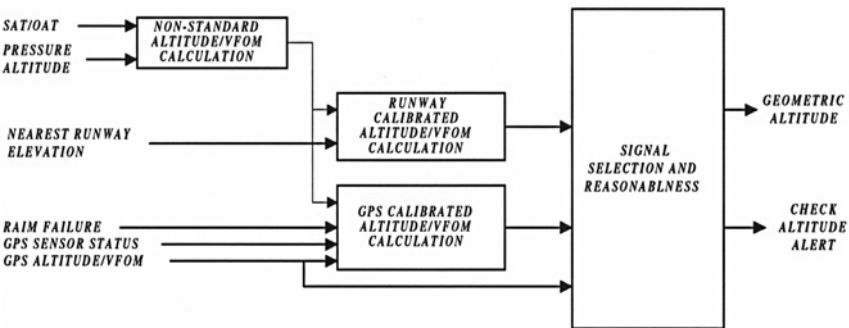 SAT/OAT
PRESSURE
ALTITUDE
NON-STANDARD
ALTITUDE/VFOM
CALCULATION
NEAREST RUNWAY
ELEVATION
RUNWAY
CALIBRATED
ALTITUDE/VFOM
CALCULATION
RAIM FAILURE
GPS SENSOR STATUS
GPS ALTITUDE/VFOM
GPS CALIBRATED
ALTITUDE/VFOM
CALCULATION
SIGNAL
SELECTION AND
REASONABLNESS
GEOMETRIC
ALTITUDE
CHECK
ALTITUDE
ALERT